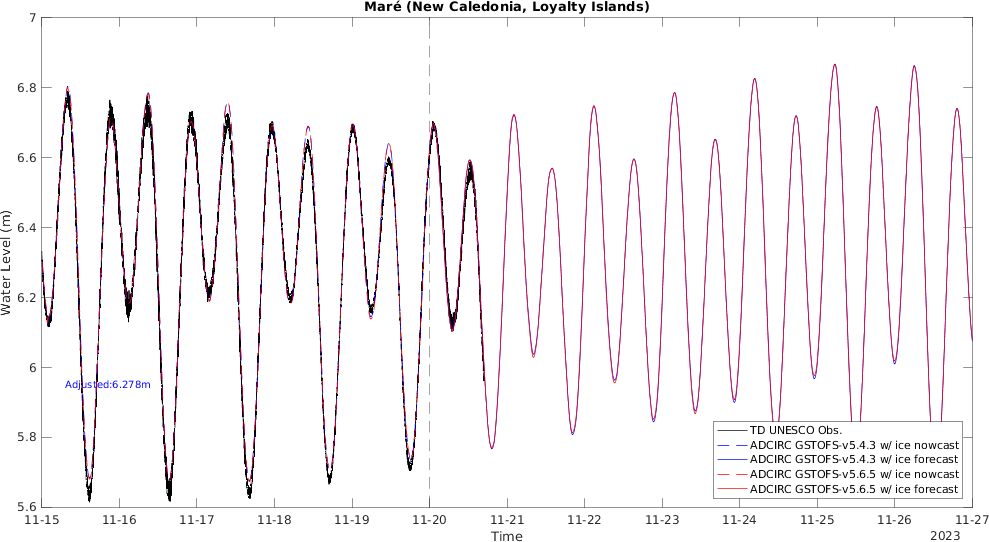 Maré (New Caledonia, Loyalty Islands)
7
6.8
6.6
6.4
6.2
6
5.8
5.6
Water Level (m)
Adjusted:6.278m
TD UNESCO Obs.
ADCIRC GSTOFS-v5.4.3 w/ ice nowcast
ADCIRC GSTOFS-v5.4.3 w/ ice forecast
ADCIRC GSTOFS-v5.6.5 w/ ice nowcast
ADCIRC GSTOFS-v5.6.5 w/ ice forecast
11-15 11-16 11-17 11-18 11-19 11-20 11-21 11-22 11-23 11-24 11-25 11-26 11-27
Time
2023